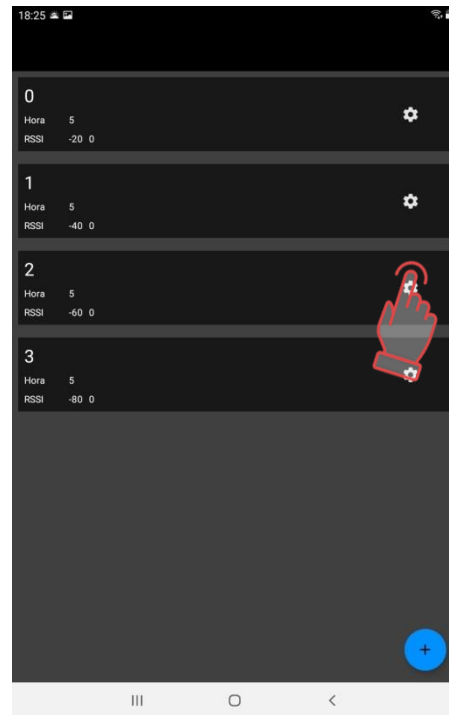 18:25
0
Hora 5
RSSI -20 0
1
Hora 5
RSSI -40 0
2
Hora 5
RSSI -60 0
3
Hora 5
RSSI -80 0
+